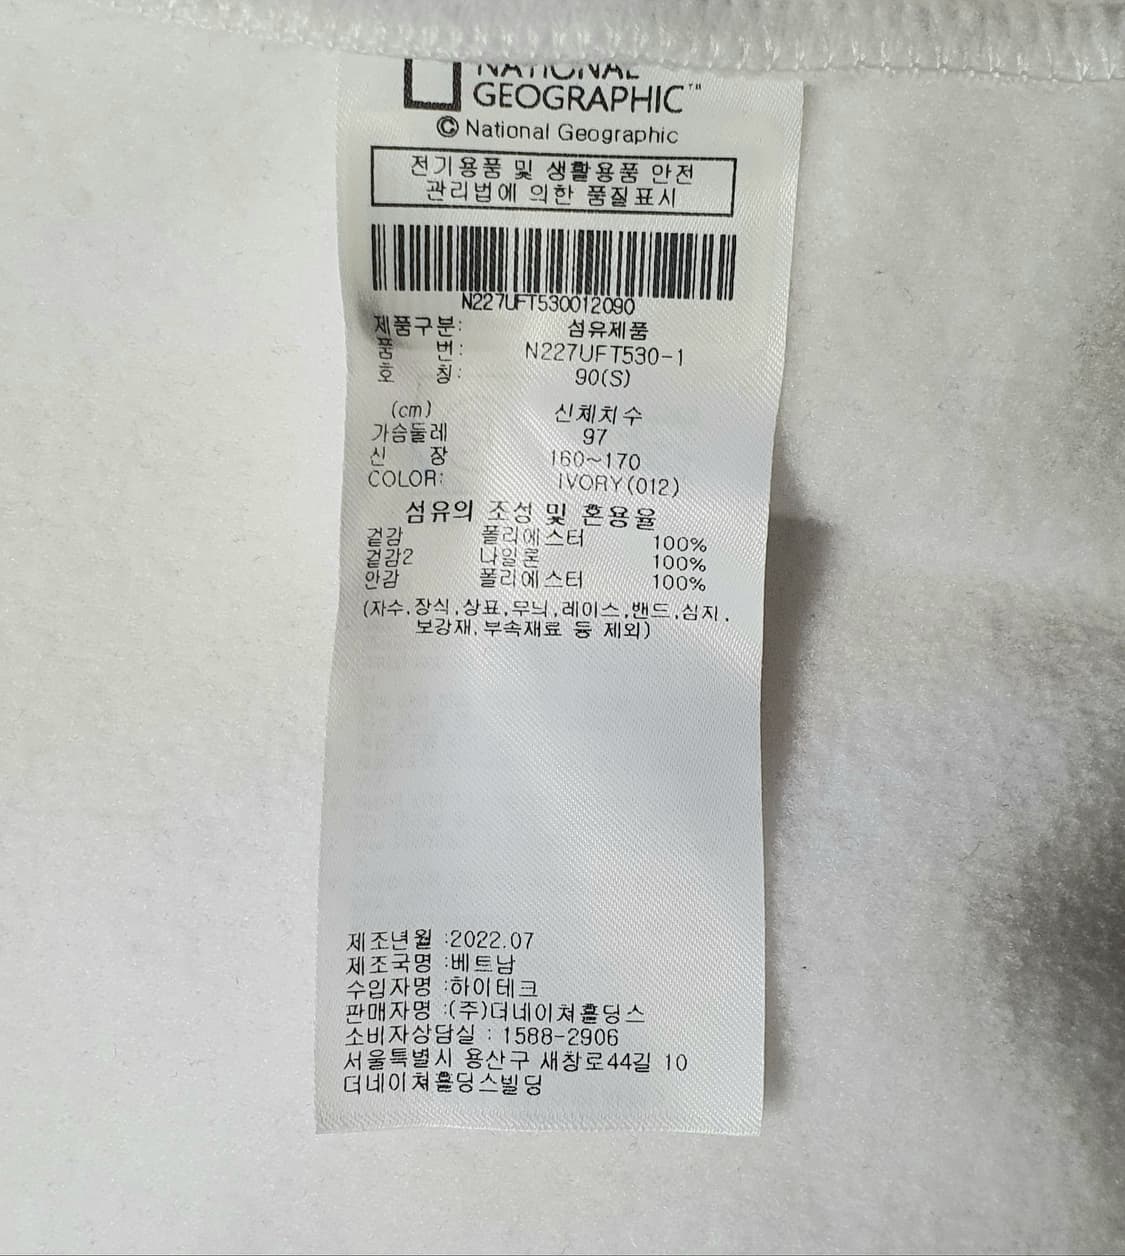 NATIONAL
GEOGRAPHIC™
© National Geographic
전기용품 및 생활용품 안전
관리법에 의한 품질표시
N227UFT530012090
제품구분: 섬유제품
품 번: N227UFT530-1
호 칭: 90(S)
(cm) 신체치수
가슴둘레 97
신 장 160~170
COLOR: IVORY(012)
섬유의 조성 및 혼용율
겉감 폴리에스터 100%
겉감2 나일론 100%
안감 폴리에스터 100%
(자수,장식,상표,무늬,레이스,밴드,심지,
보강재,부속재료 등 제외)
제조년월 :2022.07
제조국명 :베트남
수입자명 :하이테크
판매자명 :(주)더네이쳐홀딩스
소비자상담실 : 1588-2906
서울특별시 용산구 새창로44길 10
더네이쳐홀딩스빌딩